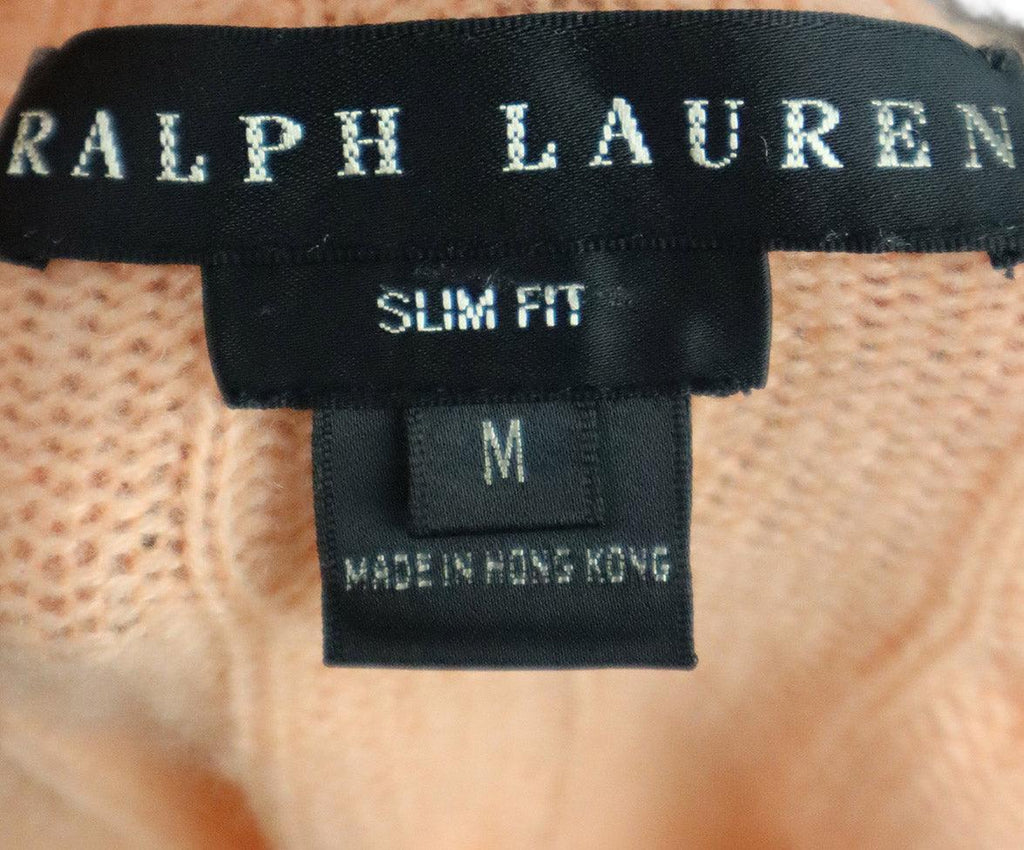 RALPH LAUREN
SLIM FIT
M
MADE IN HONG KONG